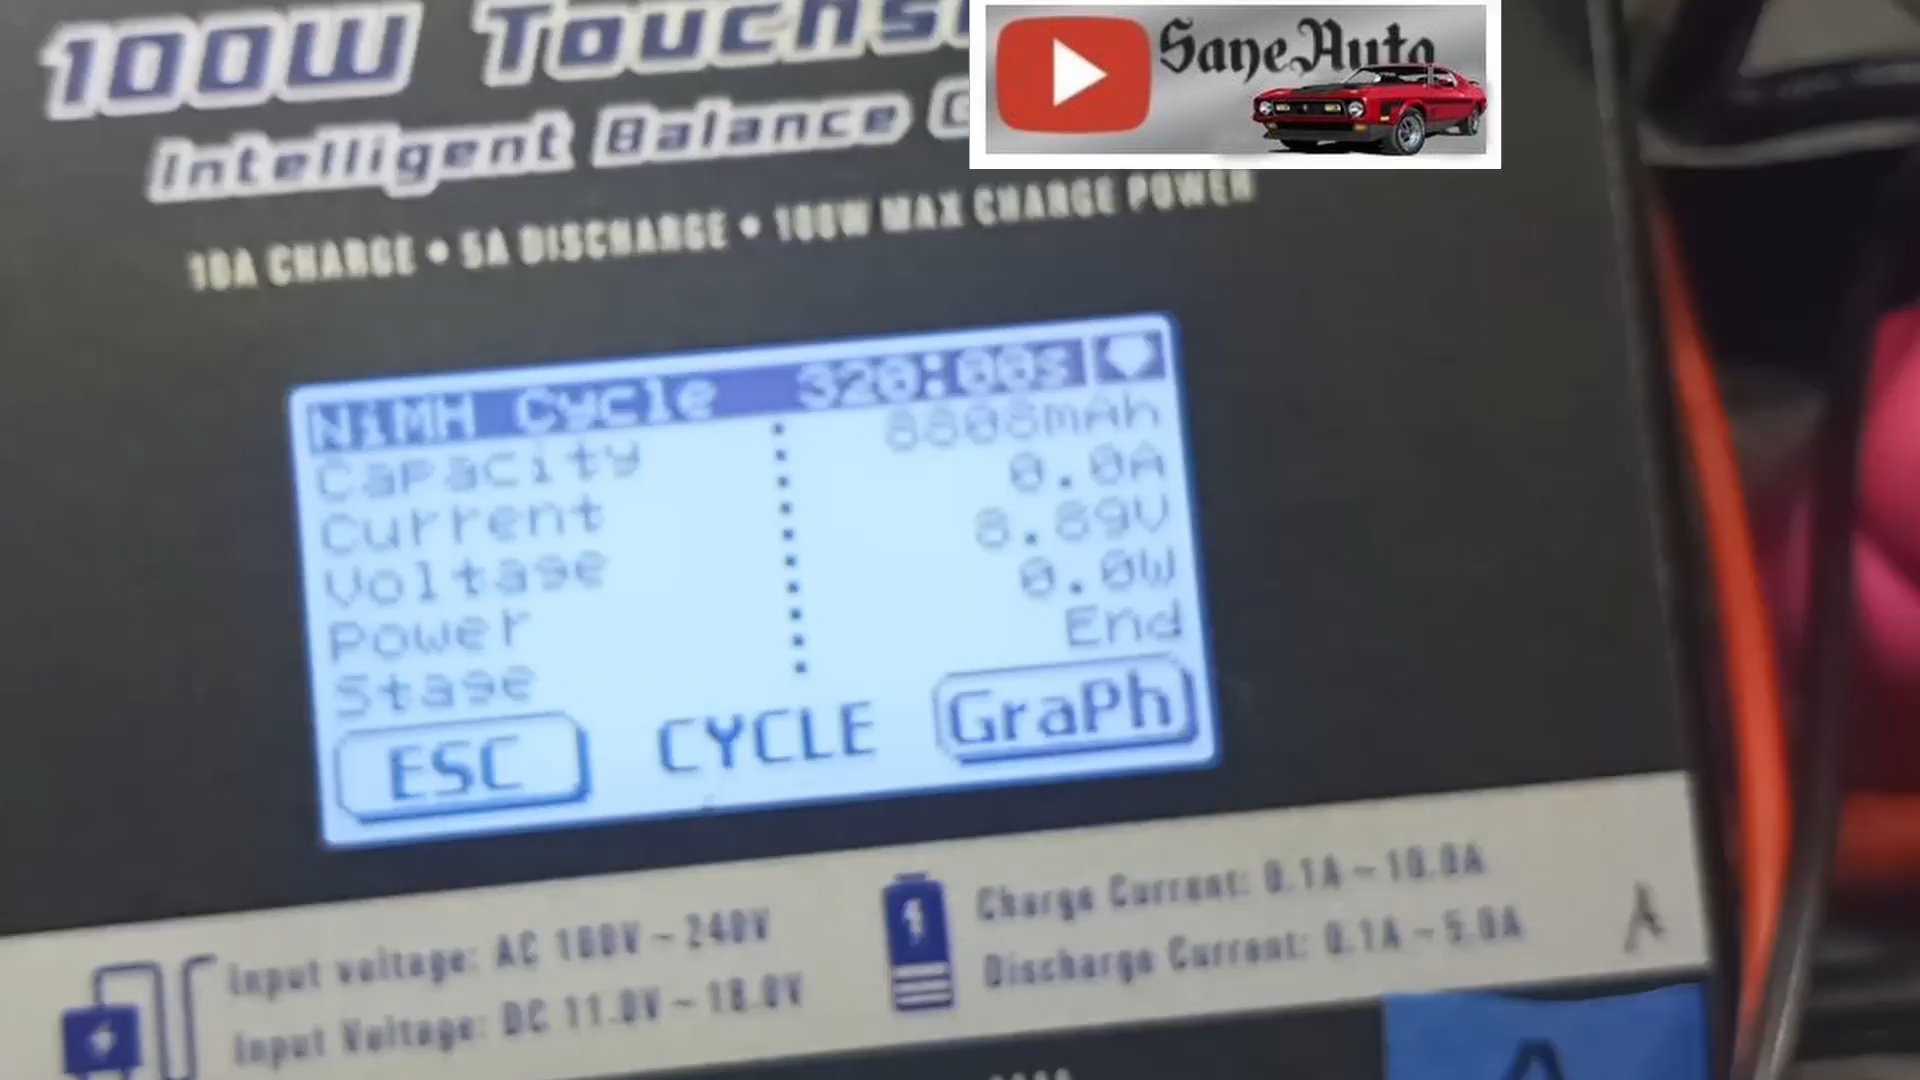 100W
SaneAuto
Intelligent Balance
10A CHARGE • 5A DISCHARGE • 100W MAX CHARGE POWER
NiMH Cycle 320:00s
Capacity : 8808mAh
Current : 0.0A
Voltage : 8.89V
Power : 0.0W
Stage : End
ESC CYCLE Graph
Input voltage: AC 100V ~ 240V
Input Voltage: DC 11.0V ~ 18.0V
Charge Current: 0.1A ~ 10.0A
Discharge Current: 0.1A ~ 5.0A
A
A